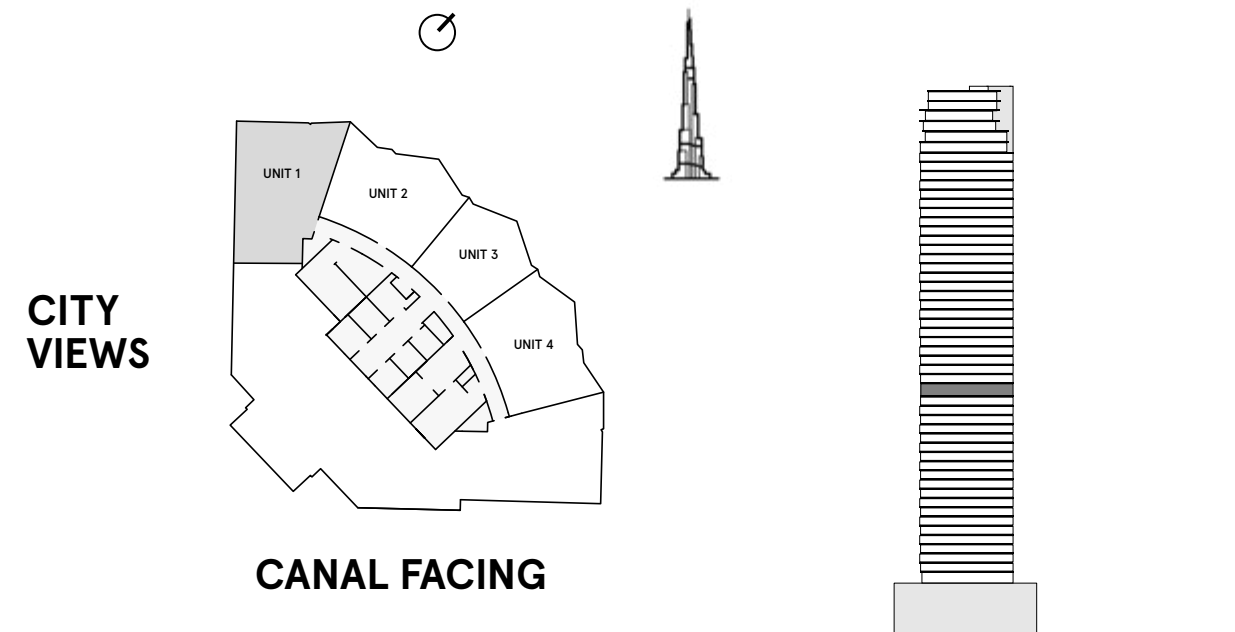 UNIT 1
UNIT 2
UNIT 3
UNIT 4
CITY
VIEWS
CANAL FACING